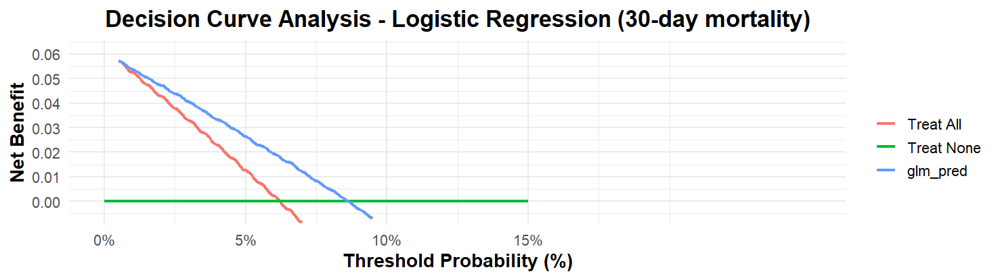 Decision Curve Analysis - Logistic Regression (30-day mortality)
Net Benefit
0.06
0.05
0.04
0.03
0.02
0.01
0.00
0% 5% 10% 15%
Threshold Probability (%)
Treat All
Treat None
glm_pred